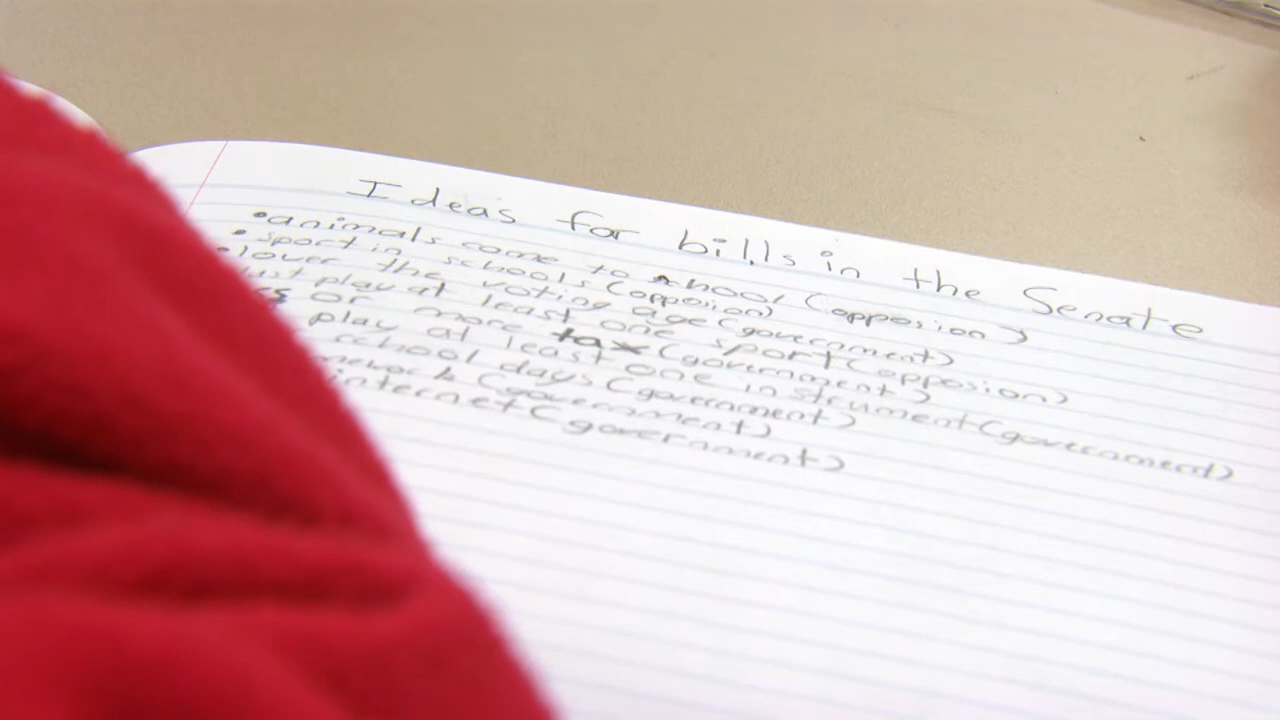 Ideas for bills in the Senate
•animals come to school (opposion)
•sport in schools (opposion)
•lower the voting age (government)
play at least one sport (opposion)
or more tax (government)
play at least one instrument (government)
school days (government)
(government)
internet (government)